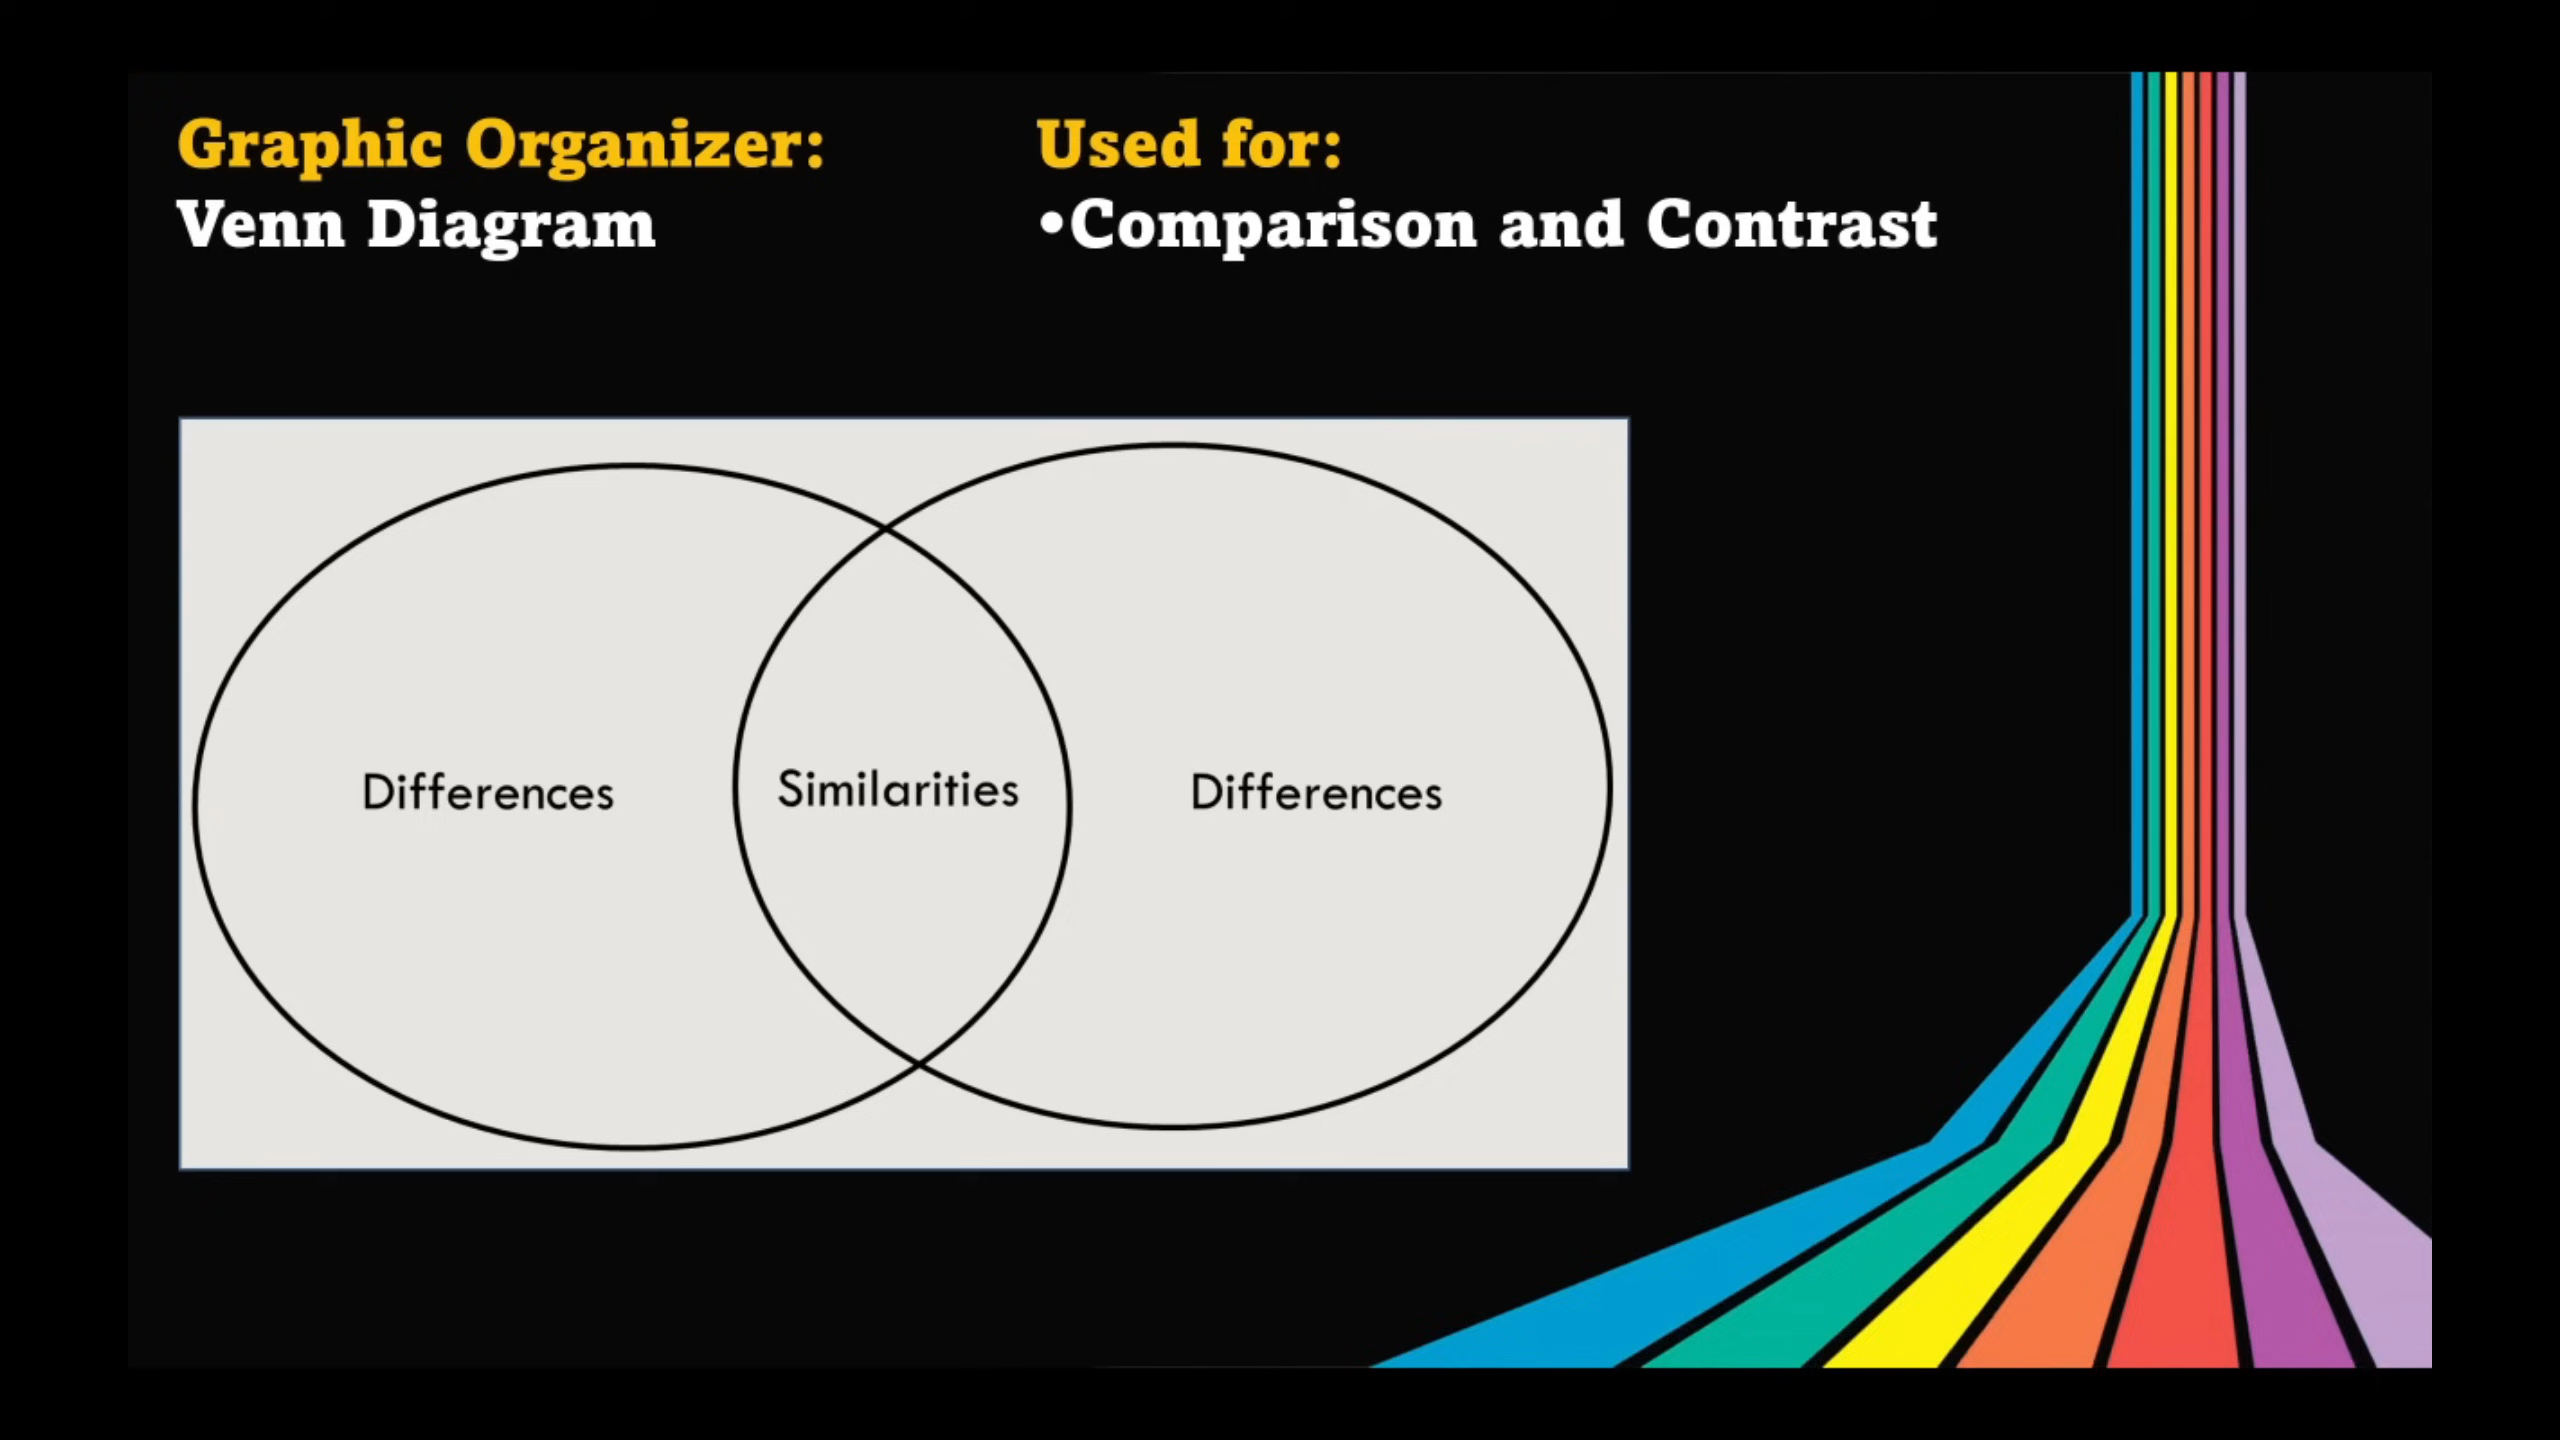 Graphic Organizer:
Venn Diagram
Used for:
•Comparison and Contrast
Differences
Similarities
Differences